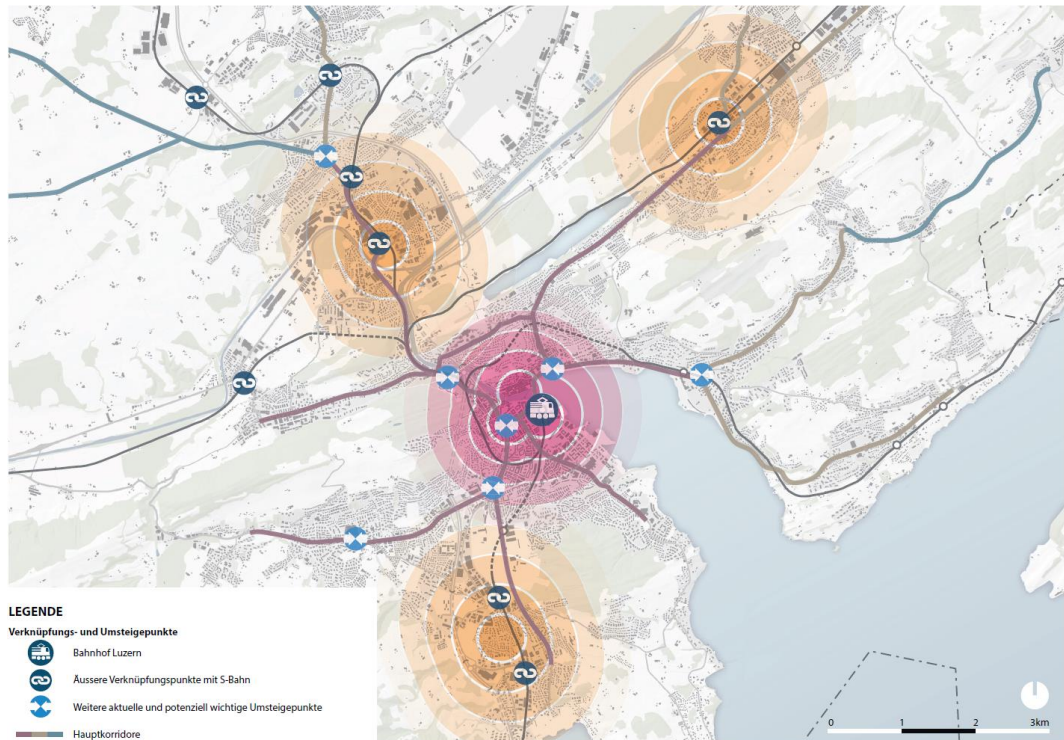 LEGENDE
Verknüpfungs- und Umsteigepunkte
Bahnhof Luzern
Äussere Verknüpfungspunkte mit S-Bahn
Weitere aktuelle und potenziell wichtige Umsteigepunkte
Hauptkorridore
0 1 2 3km